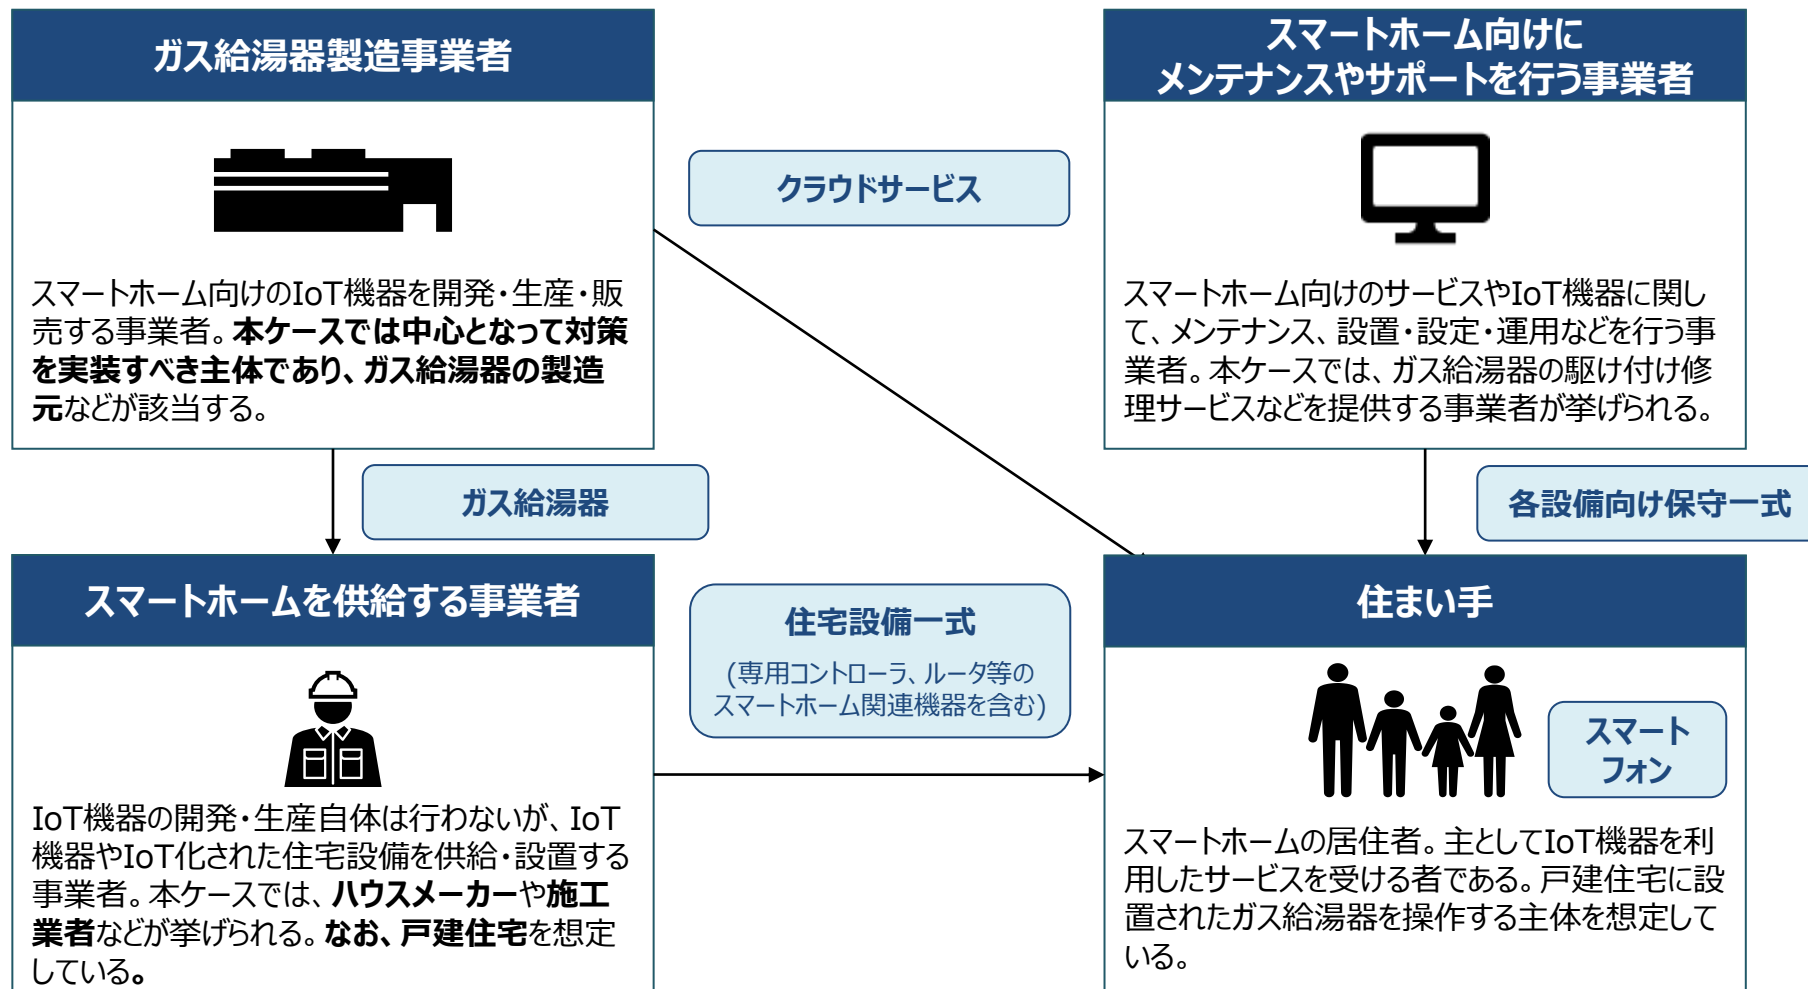 ガス給湯器製造事業者
スマートホーム向けのIoT機器を開発・生産・販
売する事業者。本ケースでは中心となって対策
を実装すべき主体であり、ガス給湯器の製造
元などが該当する。
クラウドサービス
スマートホーム向けに
メンテナンスやサポートを行う事業者
スマートホーム向けのサービスやIoT機器に関し
て、メンテナンス、設置・設定・運用などを行う事
業者。本ケースでは、ガス給湯器の駆け付け修
理サービスなどを提供する事業者が挙げられる。
ガス給湯器
各設備向け保守一式
スマートホームを供給する事業者
IoT機器の開発・生産自体は行わないが、IoT
機器やIoT化された住宅設備を供給・設置する
事業者。本ケースでは、ハウスメーカーや施工
業者などが挙げられる。なお、戸建住宅を想定
している。
住宅設備一式
(専用コントローラ、ルータ等の
スマートホーム関連機器を含む)
住まい手
スマート
フォン
スマートホームの居住者。主としてIoT機器を利
用したサービスを受ける者である。戸建住宅に設
置されたガス給湯器を操作する主体を想定して
いる。